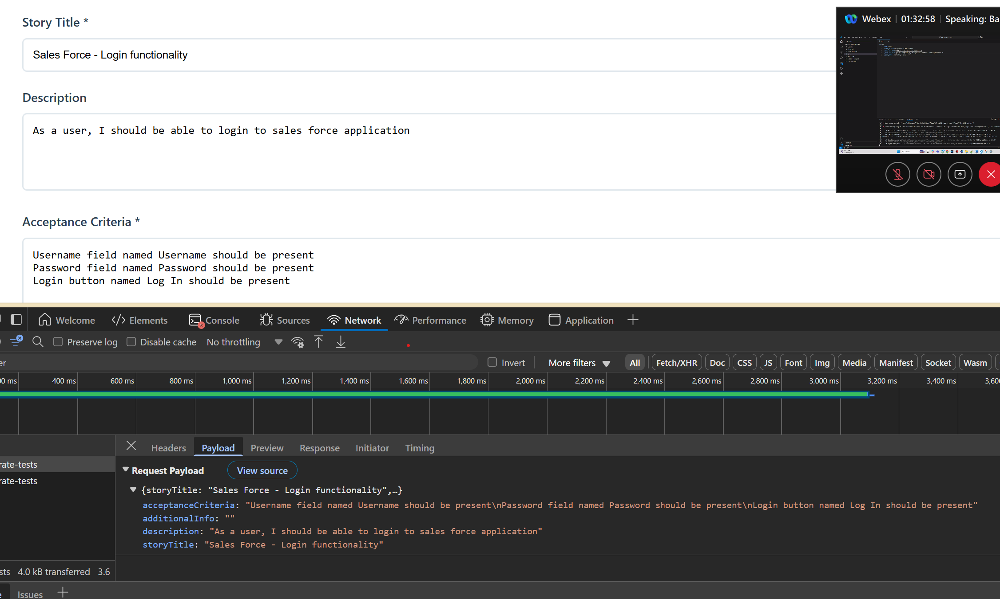 Story Title *
Sales Force - Login functionality
Description
As a user, I should be able to login to sales force application
Acceptance Criteria *
Username field named Username should be present
Password field named Password should be present
Login button named Log In should be present
Webex | 01:32:58 | Speaking: Ba
Welcome Elements Console Sources Network Performance Memory Application
Preserve log Disable cache No throttling
er Invert More filters All Fetch/XHR Doc CSS JS Font Img Media Manifest Socket Wasm
00 ms 400 ms 600 ms 800 ms 1,000 ms 1,200 ms 1,400 ms 1,600 ms 1,800 ms 2,000 ms 2,200 ms 2,400 ms 2,600 ms 2,800 ms 3,000 ms 3,200 ms 3,400 ms 3,600
Headers Payload Preview Response Initiator Timing
rate-tests
rate-tests
Request Payload View source
{storyTitle: "Sales Force - Login functionality",…}
acceptanceCriteria: "Username field named Username should be present\nPassword field named Password should be present\nLogin button named Log In should be present"
additionalInfo: ""
description: "As a user, I should be able to login to sales force application"
storyTitle: "Sales Force - Login functionality"
sts 4.0 kB transferred 3.6
e Issues